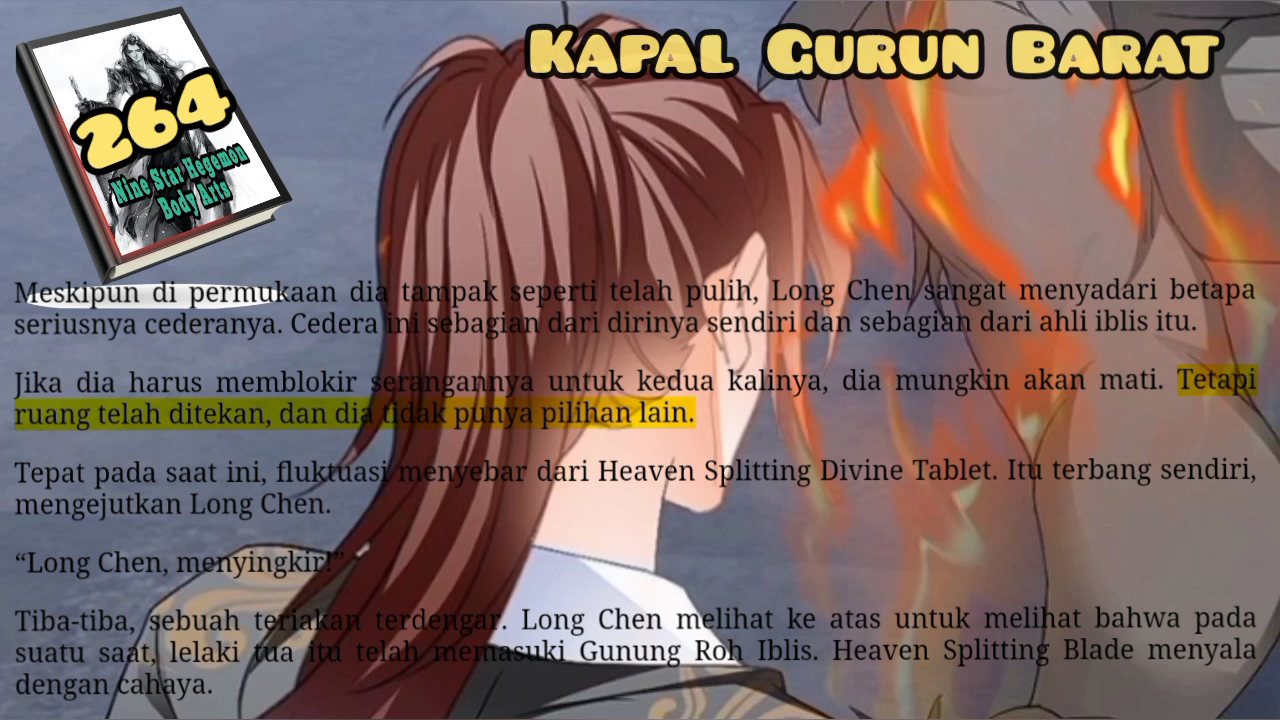 Kapal Gurun Barat
264
Nine Star Hegemon
Body Arts
Meskipun di permukaan dia tampak seperti telah pulih, Long Chen sangat menyadari betapa
seriusnya cederanya. Cedera ini sebagian dari dirinya sendiri dan sebagian dari ahli iblis itu.
Jika dia harus memblokir serangannya untuk kedua kalinya, dia mungkin akan mati. Tetapi
ruang telah ditekan, dan dia tidak punya pilihan lain.
Tepat pada saat ini, fluktuasi menyebar dari Heaven Splitting Divine Tablet. Itu terbang sendiri,
mengejutkan Long Chen.
“Long Chen, menyingkir!”
Tiba-tiba, sebuah teriakan terdengar. Long Chen melihat ke atas untuk melihat bahwa pada
suatu saat, lelaki tua itu telah memasuki Gunung Roh Iblis. Heaven Splitting Blade menyala
dengan cahaya.